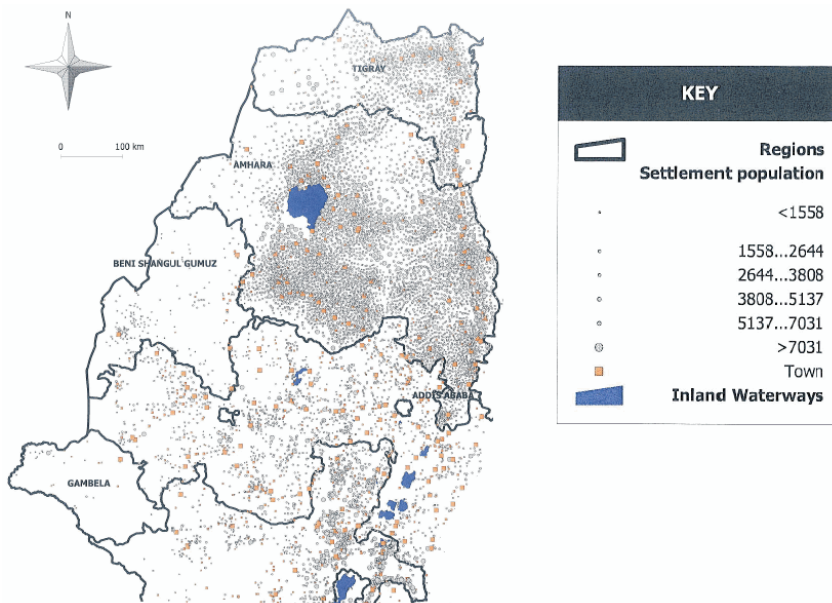 N
0 100 km
TIGRAY
AMHARA
BENI SHANGUL GUMUZ
ADDIS ABABA
GAMBELA
KEY
Regions
Settlement population
<1558
1558...2644
2644...3808
3808...5137
5137...7031
>7031
Town
Inland Waterways